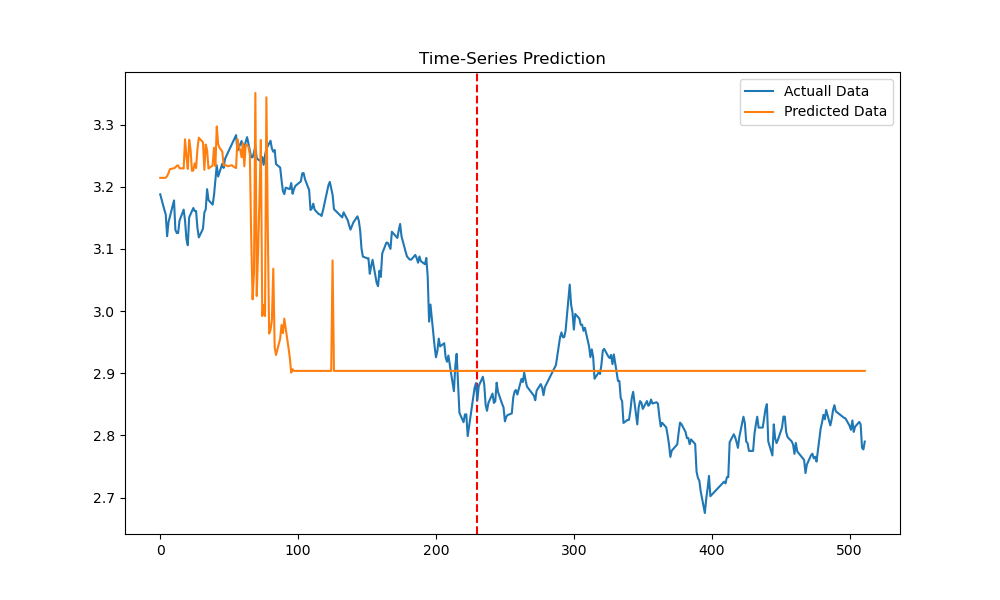 Time-Series Prediction
Actuall Data
Predicted Data
3.3
3.2
3.1
3.0
2.9
2.8
2.7
0 100 200 300 400 500